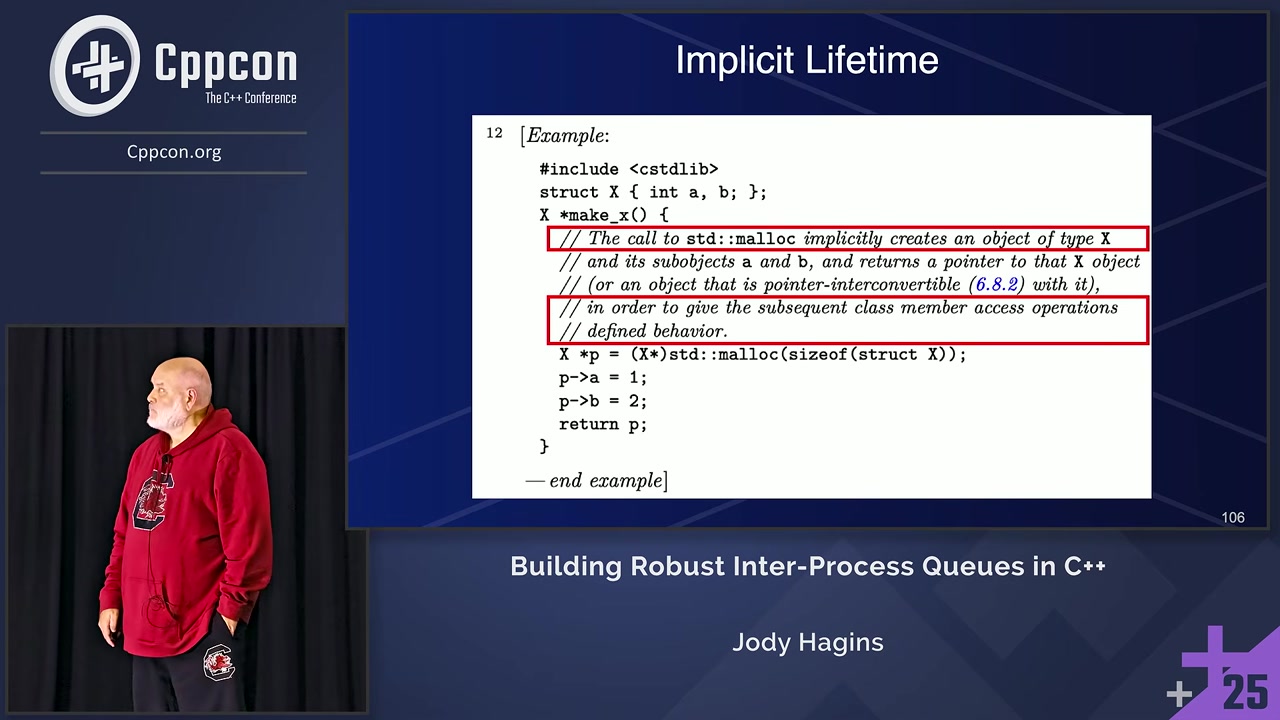 Cppcon
The C++ Conference
Cppcon.org
Implicit Lifetime
12 [Example:
#include <cstdlib>
struct X { int a, b; };
X *make_x() {
// The call to std::malloc implicitly creates an object of type X
// and its subobjects a and b, and returns a pointer to that X object
// (or an object that is pointer-interconvertible (6.8.2) with it),
// in order to give the subsequent class member access operations
// defined behavior.
X *p = (X*)std::malloc(sizeof(struct X));
p->a = 1;
p->b = 2;
return p;
}
— end example]
106
Building Robust Inter-Process Queues in C++
Jody Hagins
++ 25
C
C